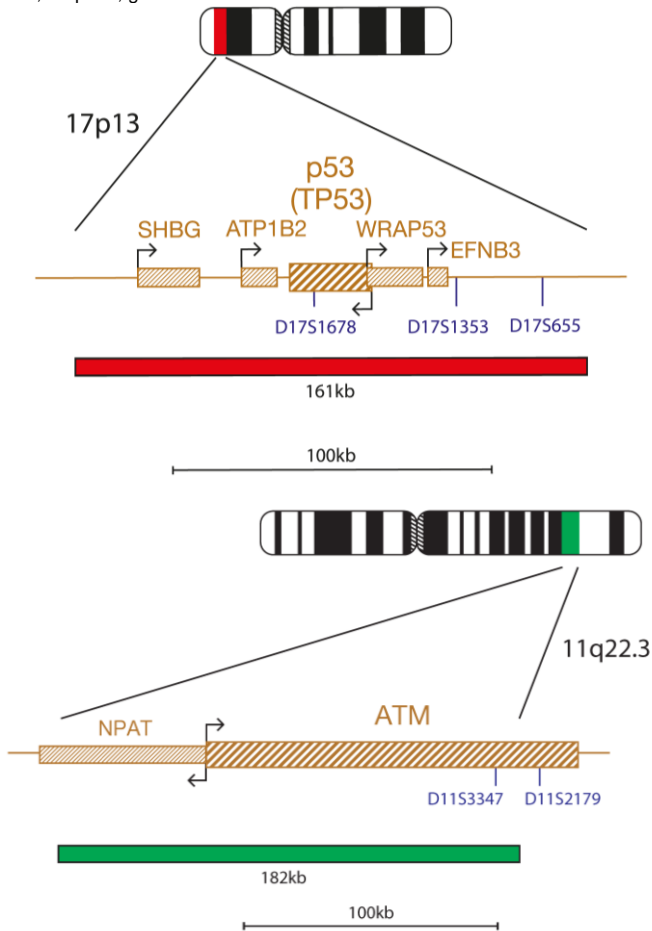 17p13
p53
(TP53)
SHBG
ATP1B2
WRAP53
EFNB3
D17S1678
D17S1353
D17S655
161kb
100kb
11q22.3
NPAT
ATM
D11S3347
D11S2179
182kb
100kb